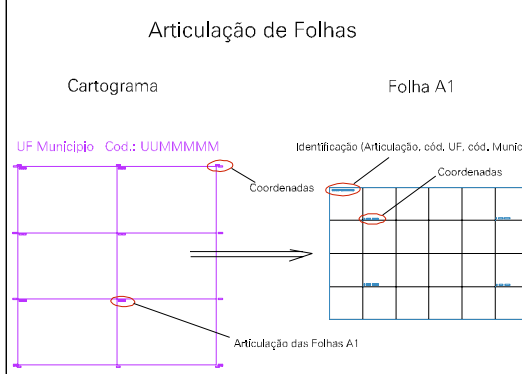 Articulação de Folhas
Cartograma
Folha A1
UF Municipio Cod.: UUMMMMM
Identificação (Articulação, cód. UF, cód. Munic
Coordenadas
Coordenadas
Articulação das Folhas A1